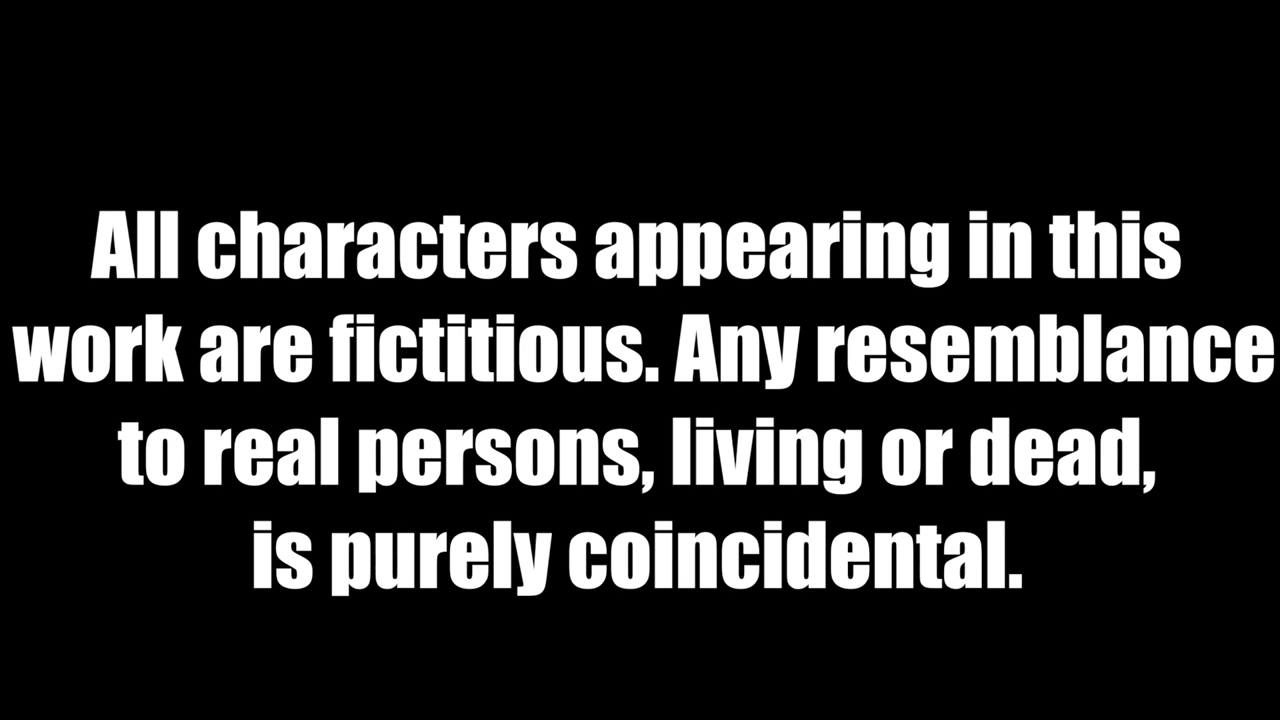 All characters appearing in this
work are fictitious. Any resemblance
to real persons, living or dead,
is purely coincidental.